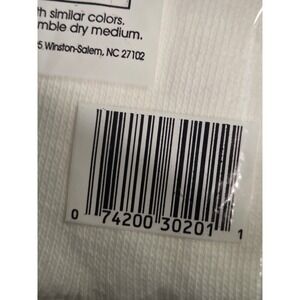 th similar colors.
mble dry medium.
5 Winston-Salem, NC 27102
0 74200 30201 1